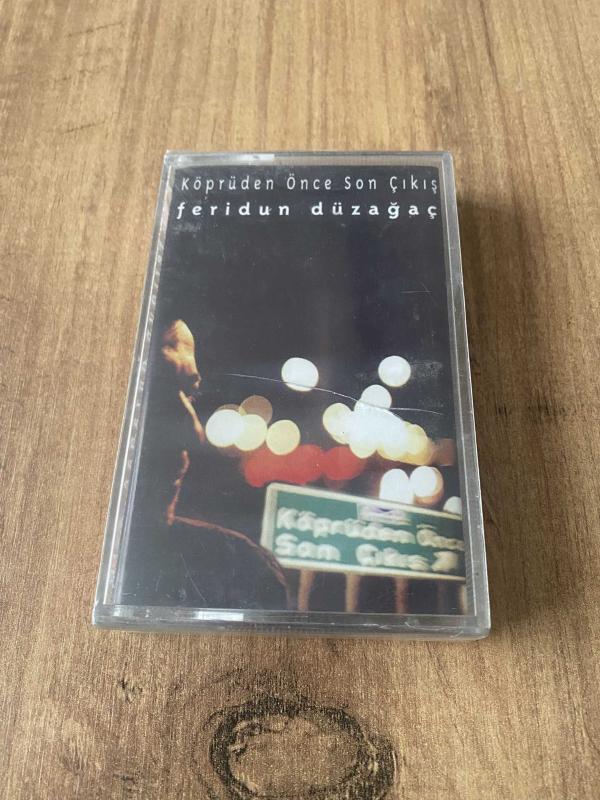 Köprüden Önce Son Çıkış
feridun düzağaç
Köprüden Önce
Son Çıkış